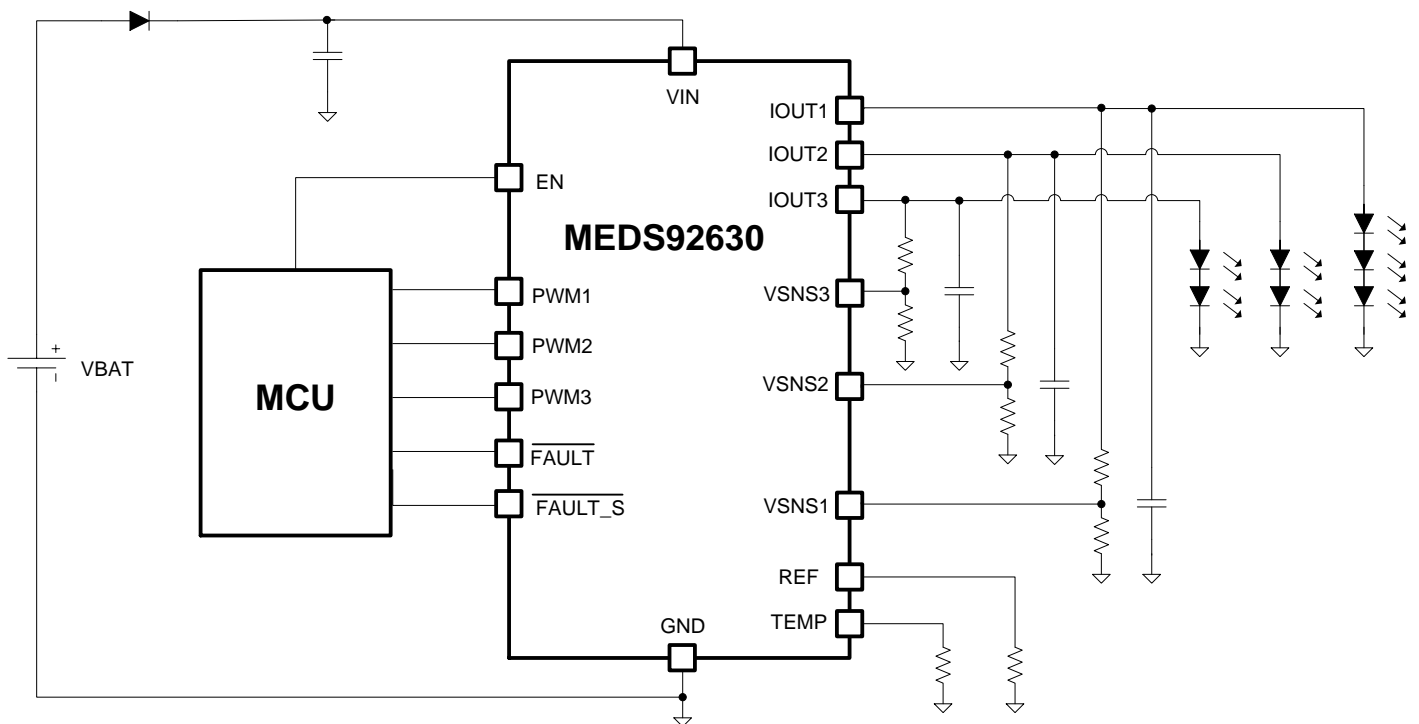 VIN
IOUT1
IOUT2
EN
IOUT3
MEDS92630
PWM1
VSNS3
PWM2
+
VBAT
-
VSNS2
MCU
PWM3
FAULT
FAULT_S
VSNS1
REF
TEMP
GND